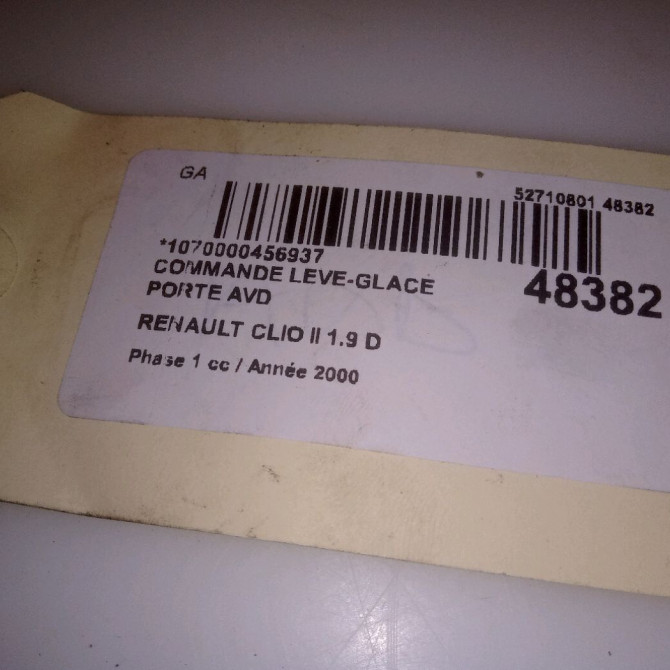 GA
52710801 48382
*1070000456937
48382
COMMANDE LEVE-GLACE
PORTE AVD
RENAULT CLIO II 1.9 D
Phase 1 cc / Année 2000